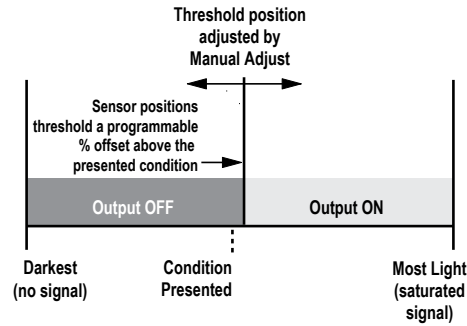 Threshold position
adjusted by
Manual Adjust
Sensor positions
threshold a programmable
% offset above the
presented condition
Output OFF
Output ON
Darkest
(no signal)
Condition
Presented
Most Light
(saturated
signal)